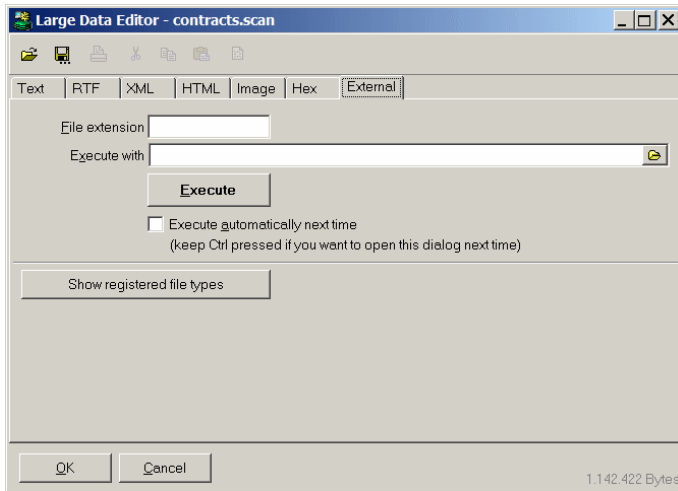 Large Data Editor - contracts.scan
Text RTF XML HTML Image Hex External
File extension
Execute with
Execute
Execute automatically next time
(keep Ctrl pressed if you want to open this dialog next time)
Show registered file types
OK Cancel
1.142.422 Bytes